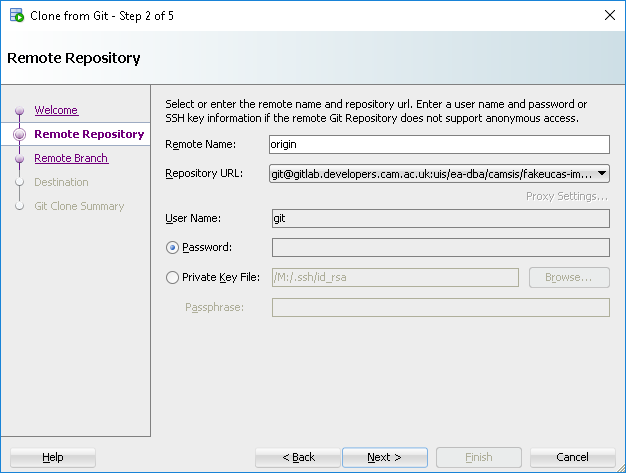 Clone from Git - Step 2 of 5
Remote Repository
Welcome
Remote Repository
Remote Branch
Destination
Git Clone Summary
Select or enter the remote name and repository url. Enter a user name and password or
SSH key information if the remote Git Repository does not support anonymous access.
Remote Name: origin
Repository URL: git@gitlab.developers.cam.ac.uk:uis/ea-dba/camsis/fakeucas-im...
Proxy Settings...
User Name: git
Password:
Private Key File: /M:/.ssh/id_rsa Browse...
Passphrase:
Help < Back Next > Finish Cancel